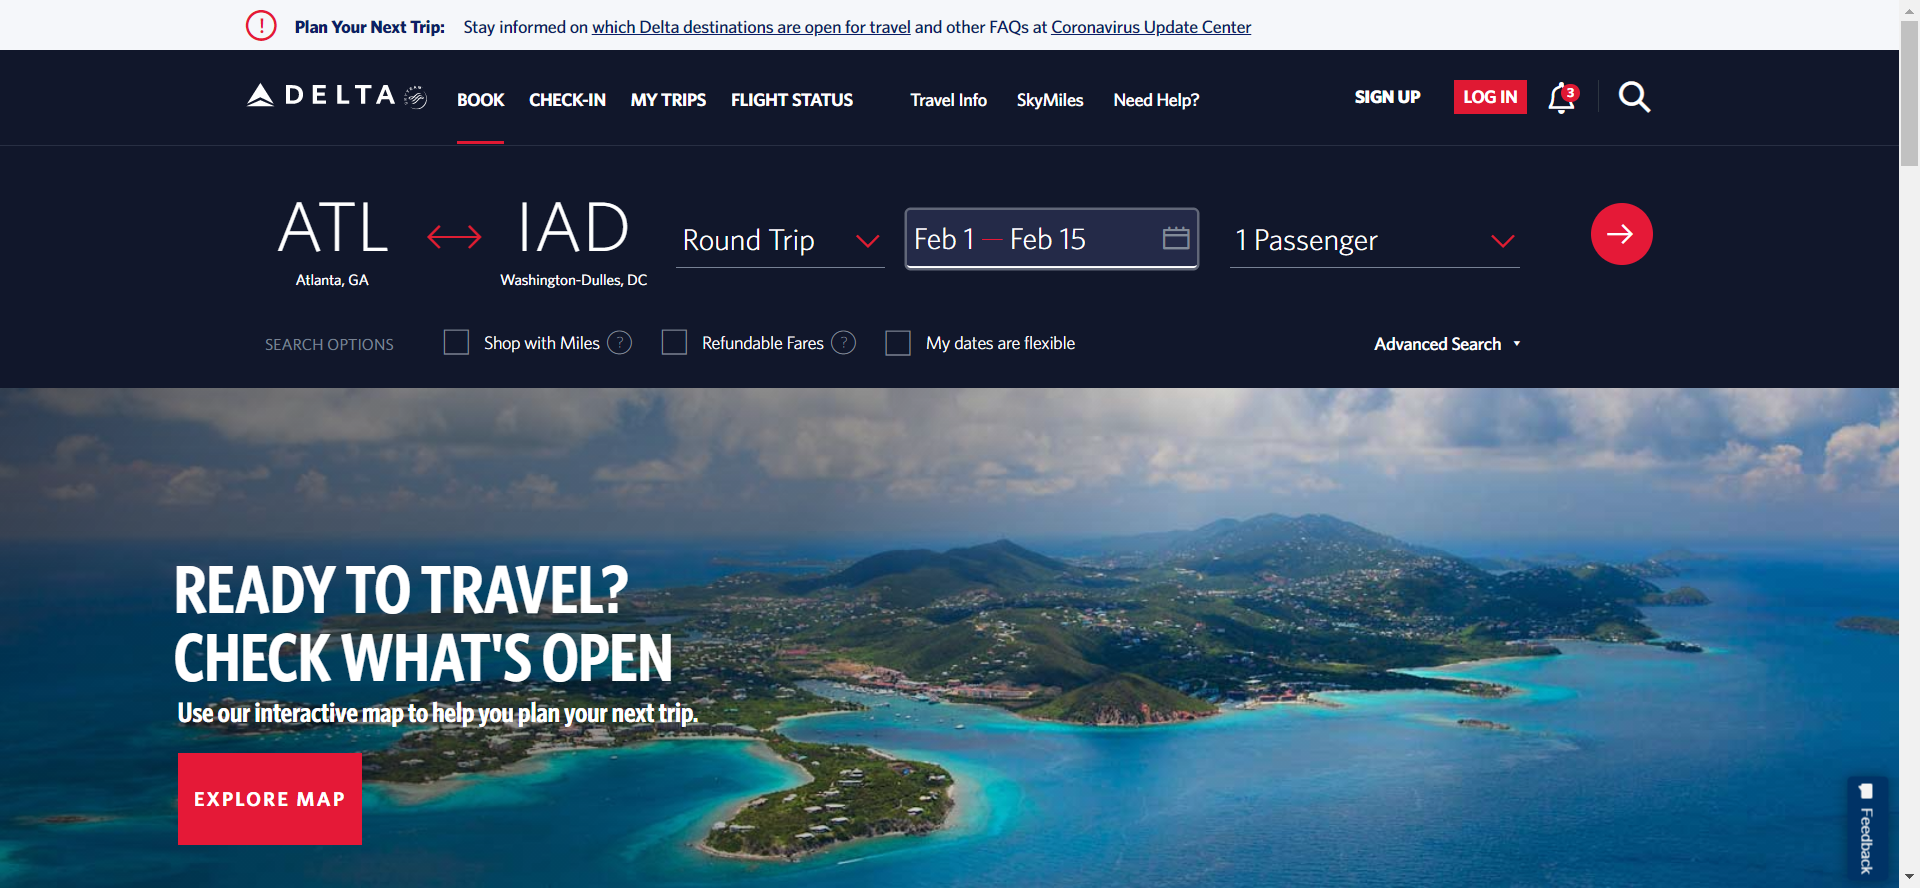 Plan Your Next Trip: Stay informed on which Delta destinations are open for travel and other FAQs at Coronavirus Update Center
DELTA BOOK CHECK-IN MY TRIPS FLIGHT STATUS Travel Info SkyMiles Need Help? SIGN UP LOG IN 3
ATL IAD Round Trip Feb 1 — Feb 15 1 Passenger
Atlanta, GA Washington-Dulles, DC
SEARCH OPTIONS Shop with Miles ? Refundable Fares ? My dates are flexible Advanced Search
READY TO TRAVEL?
CHECK WHAT'S OPEN
Use our interactive map to help you plan your next trip.
EXPLORE MAP
Feedback